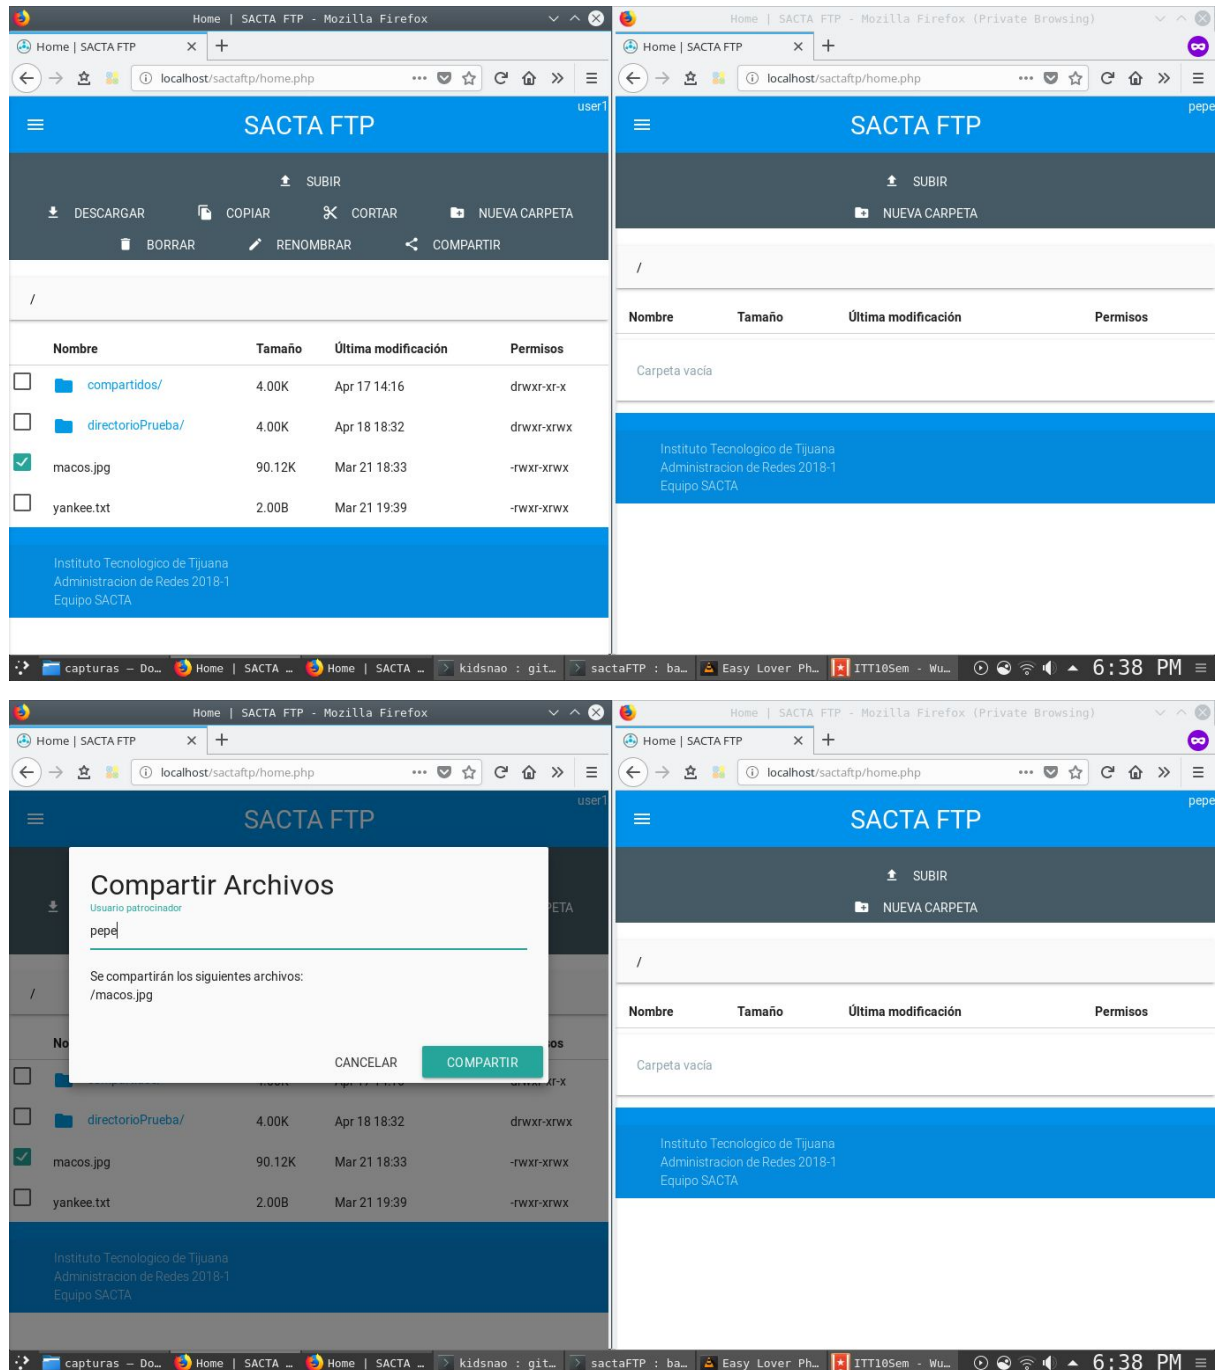 Home | SACTA FTP - Mozilla Firefox
Home | SACTA FTP
localhost/sactaftp/home.php
user1
SACTA FTP
SUBIR
DESCARGAR COPIAR CORTAR NUEVA CARPETA
BORRAR RENOMBRAR COMPARTIR
/
Nombre Tamaño Última modificación Permisos
compartidos/ 4.00K Apr 17 14:16 drwxr-xr-x
directorioPrueba/ 4.00K Apr 18 18:32 drwxr-xrwx
macos.jpg 90.12K Mar 21 18:33 -rwxr-xrwx
yankee.txt 2.00B Mar 21 19:39 -rwxr-xrwx
Instituto Tecnologico de Tijuana
Administracion de Redes 2018-1
Equipo SACTA
Home | SACTA FTP - Mozilla Firefox (Private Browsing)
Home | SACTA FTP
localhost/sactaftp/home.php
pepe
SACTA FTP
SUBIR
NUEVA CARPETA
/
Nombre Tamaño Última modificación Permisos
Carpeta vacía
Instituto Tecnologico de Tijuana
Administracion de Redes 2018-1
Equipo SACTA
capturas – Do… Home | SACTA … Home | SACTA … kidsnao : git… sactaFTP : ba… Easy Lover Ph… ITT10Sem - Wu… 6:38 PM
Home | SACTA FTP - Mozilla Firefox
Home | SACTA FTP
localhost/sactaftp/home.php
user1
SACTA FTP
PETA
Compartir Archivos
Usuario patrocinador
pepe
Se compartirán los siguientes archivos:
/macos.jpg
CANCELAR COMPARTIR
/
directorioPrueba/ 4.00K Apr 18 18:32 drwxr-xrwx
macos.jpg 90.12K Mar 21 18:33 -rwxr-xrwx
yankee.txt 2.00B Mar 21 19:39 -rwxr-xrwx
Instituto Tecnologico de Tijuana
Administracion de Redes 2018-1
Equipo SACTA
Home | SACTA FTP - Mozilla Firefox (Private Browsing)
Home | SACTA FTP
localhost/sactaftp/home.php
pepe
SACTA FTP
SUBIR
NUEVA CARPETA
/
Nombre Tamaño Última modificación Permisos
Carpeta vacía
Instituto Tecnologico de Tijuana
Administracion de Redes 2018-1
Equipo SACTA
capturas – Do… Home | SACTA … Home | SACTA … kidsnao : git… sactaFTP : ba… Easy Lover Ph… ITT10Sem - Wu… 6:38 PM